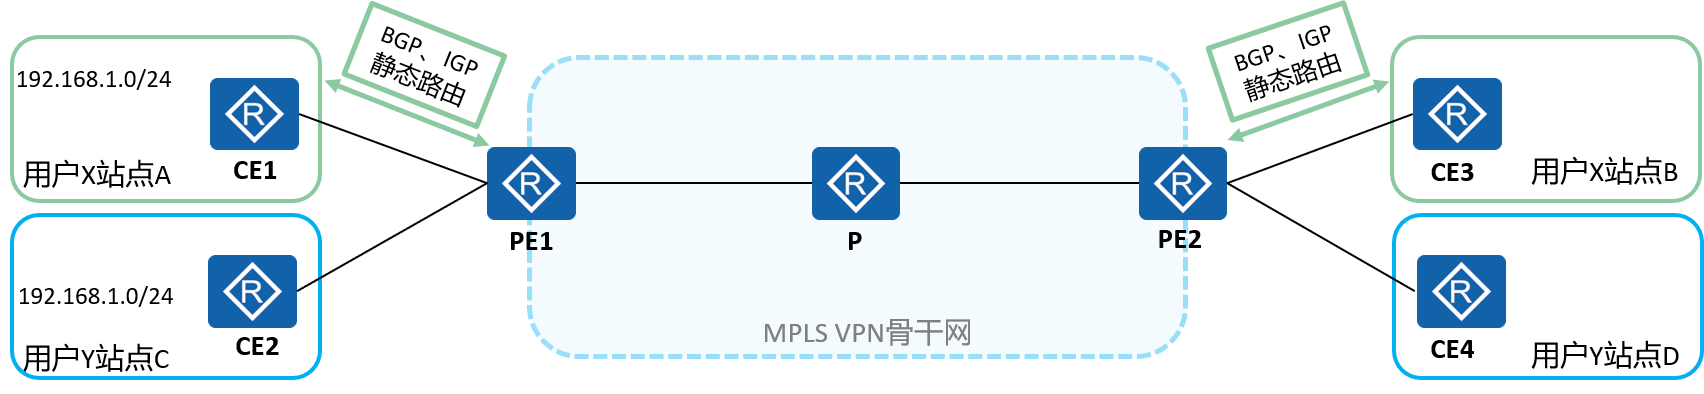 BGP、IGP
静态路由
BGP、IGP
静态路由
192.168.1.0/24
R
CE1
用户X站点A
R
CE3
用户X站点B
R
PE1
R
P
R
PE2
192.168.1.0/24
R
CE2
用户Y站点C
MPLS VPN骨干网
R
CE4
用户Y站点D